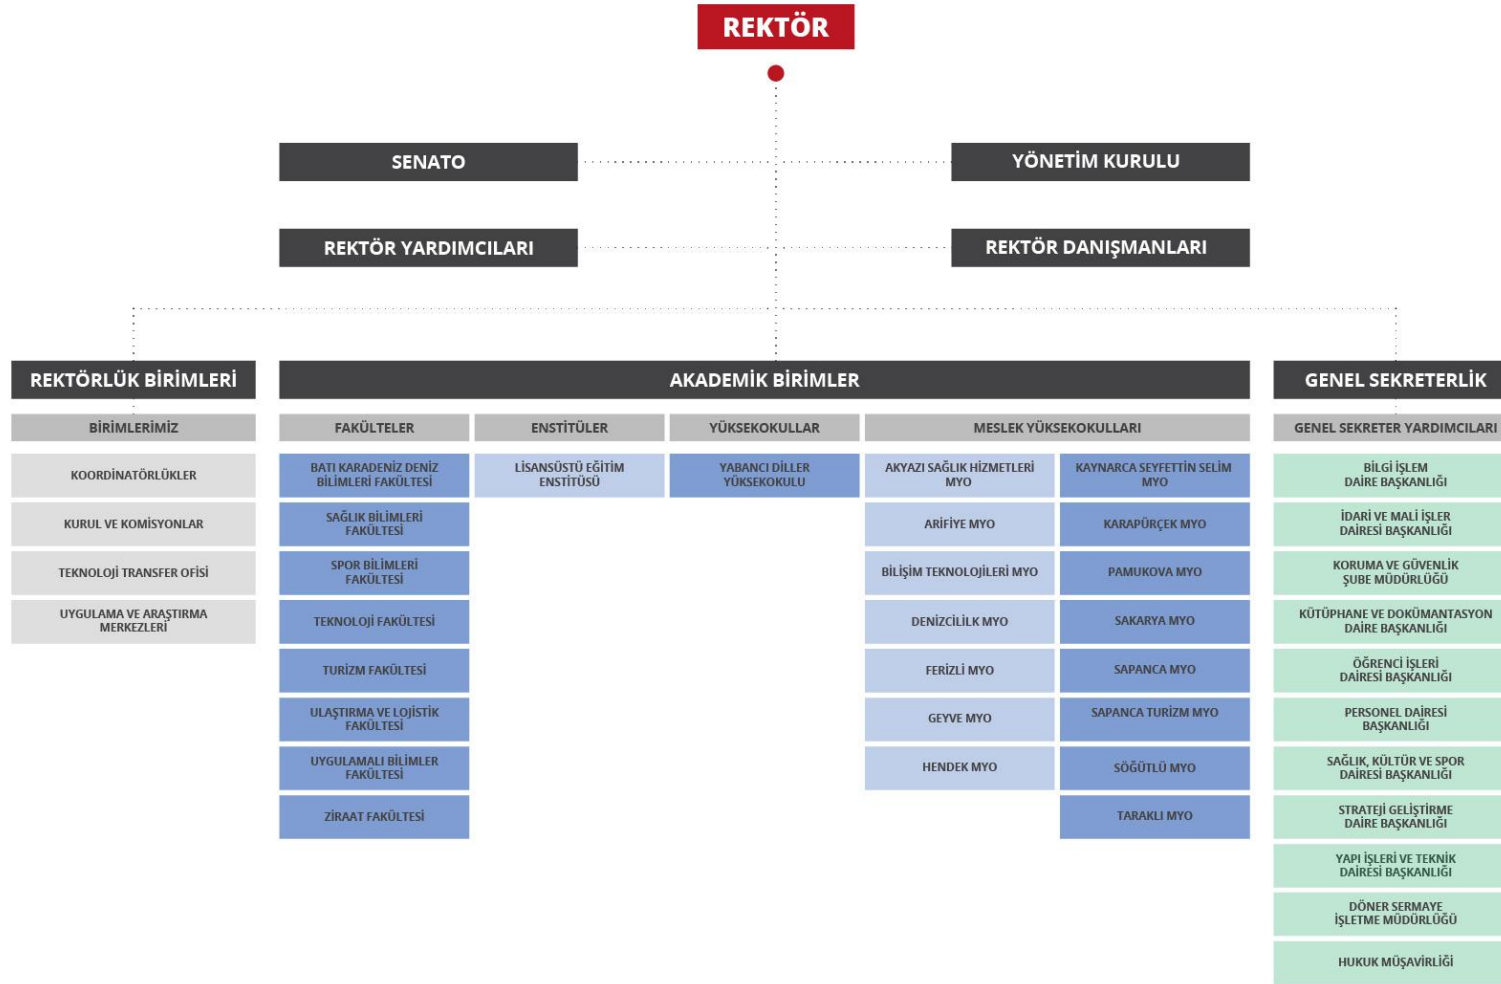 REKTÖR
SENATO
YÖNETİM KURULU
REKTÖR YARDIMCILARI
REKTÖR DANIŞMANLARI
REKTÖRLÜK BİRİMLERİ
BİRİMLERİMİZ
KOORDİNATÖRLÜKLER
KURUL VE KOMİSYONLAR
TEKNOLOJİ TRANSFER OFİSİ
UYGULAMA VE ARAŞTIRMA
MERKEZLERİ
AKADEMİK BİRİMLER
FAKÜLTELER
BATI KARADENİZ DENİZ
BİLİMLERİ FAKÜLTESİ
SAĞLIK BİLİMLERİ
FAKÜLTESİ
SPOR BİLİMLERİ
FAKÜLTESİ
TEKNOLOJİ FAKÜLTESİ
TURİZM FAKÜLTESİ
ULAŞTIRMA VE LOJİSTİK
FAKÜLTESİ
UYGULAMALI BİLİMLER
FAKÜLTESİ
ZİRAAT FAKÜLTESİ
ENSTİTÜLER
LİSANSÜSTÜ EĞİTİM
ENSTİTÜSÜ
YÜKSEKOKULLAR
YABANCI DİLLER
YÜKSEKOKULU
MESLEK YÜKSEKOKULLARI
AKYAZI SAĞLIK HİZMETLERİ
MYO
ARİFİYE MYO
BİLİŞİM TEKNOLOJİLERİ MYO
DENİZCİLİLK MYO
FERİZLİ MYO
GEYVE MYO
HENDEK MYO
KAYNARCA SEYFETTİN SELİM
MYO
KARAPÜRÇEK MYO
PAMUKOVA MYO
SAKARYA MYO
SAPANCA MYO
SAPANCA TURİZM MYO
SÖĞÜTLÜ MYO
TARAKLI MYO
GENEL SEKRETERLİK
GENEL SEKRETER YARDIMCILARI
BİLGİ İŞLEM
DAİRE BAŞKANLIĞI
İDARİ VE MALİ İŞLER
DAİRESİ BAŞKANLIĞI
KORUMA VE GÜVENLİK
ŞUBE MÜDÜRLÜĞÜ
KÜTÜPHANE VE DOKÜMANTASYON
DAİRE BAŞKANLIĞI
ÖĞRENCİ İŞLERİ
DAİRESİ BAŞKANLIĞI
PERSONEL DAİRESİ
BAŞKANLIĞI
SAĞLIK, KÜLTÜR VE SPOR
DAİRESİ BAŞKANLIĞI
STRATEJİ GELİŞTİRME
DAİRE BAŞKANLIĞI
YAPI İŞLERİ VE TEKNİK
DAİRESİ BAŞKANLIĞI
DÖNER SERMAYE
İŞLETME MÜDÜRLÜĞÜ
HUKUK MÜŞAVİRLİĞİ